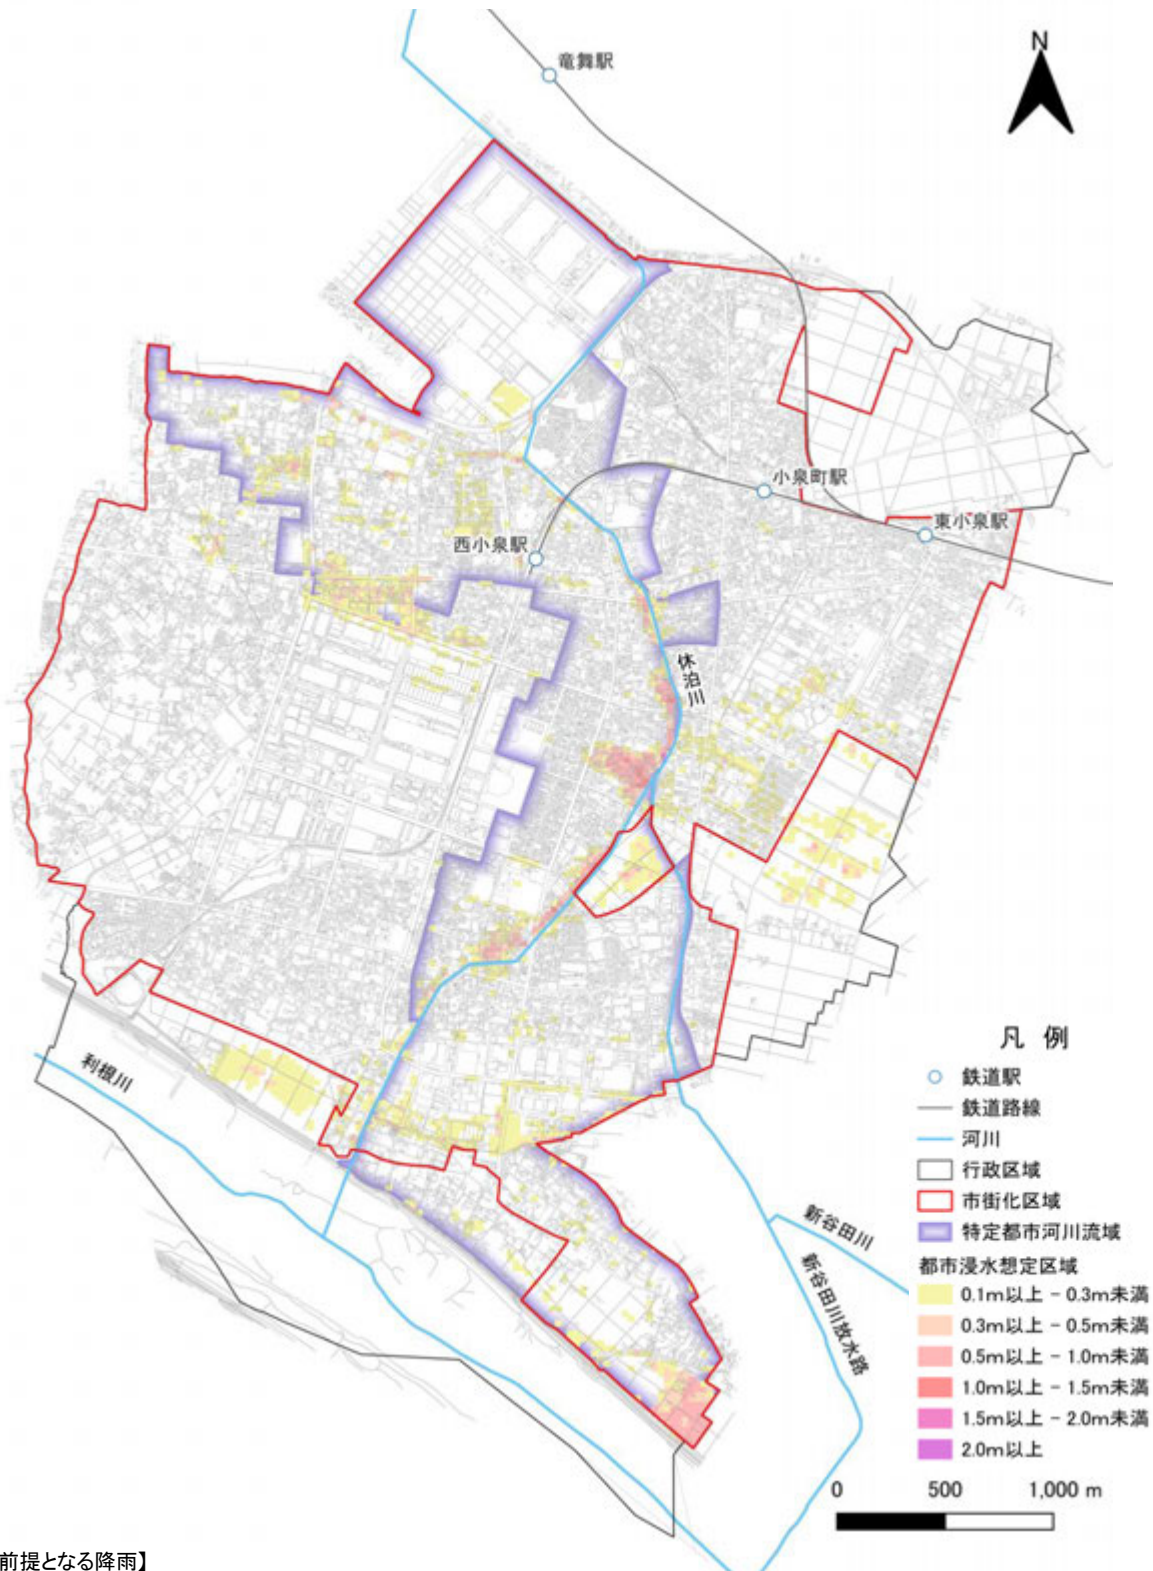 N
竜舞駅
小泉町駅
東小泉駅
西小泉駅
休泊川
利根川
新谷田川
新谷田川放水路
凡 例
鉄道駅
鉄道路線
河川
行政区域
市街化区域
特定都市河川流域
都市浸水想定区域
0.1m以上 - 0.3m未満
0.3m以上 - 0.5m未満
0.5m以上 - 1.0m未満
1.0m以上 - 1.5m未満
1.5m以上 - 2.0m未満
2.0m以上
0 500 1,000 m
前提となる降雨】